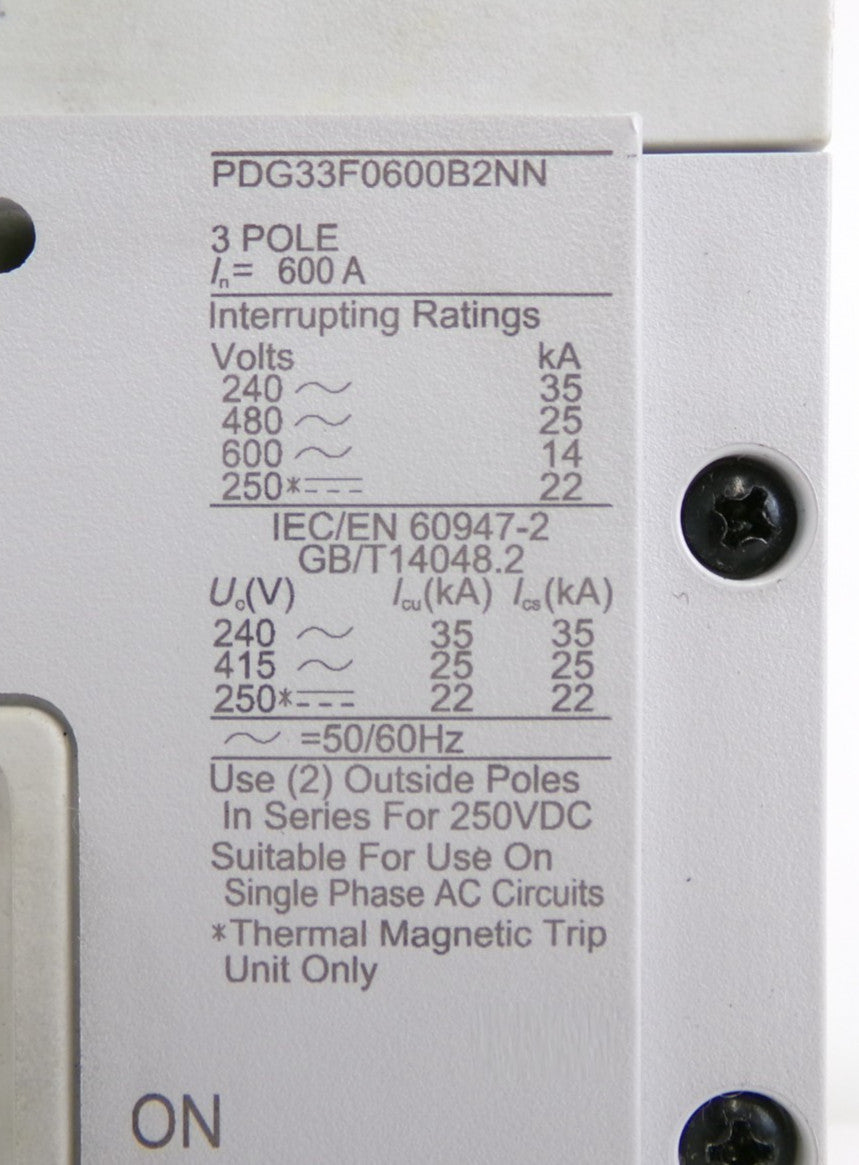 PDG33F0600B2NN
3 POLE
In= 600 A
Interrupting Ratings
Volts kA
240 ~ 35
480 ~ 25
600 ~ 14
250*⎓ 22
IEC/EN 60947-2
GB/T14048.2
Ue(V) Icu(kA) Ics(kA)
240 ~ 35 35
415 ~ 25 25
250*⎓ 22 22
~ =50/60Hz
Use (2) Outside Poles
In Series For 250VDC
Suitable For Use On
Single Phase AC Circuits
*Thermal Magnetic Trip
Unit Only
ON